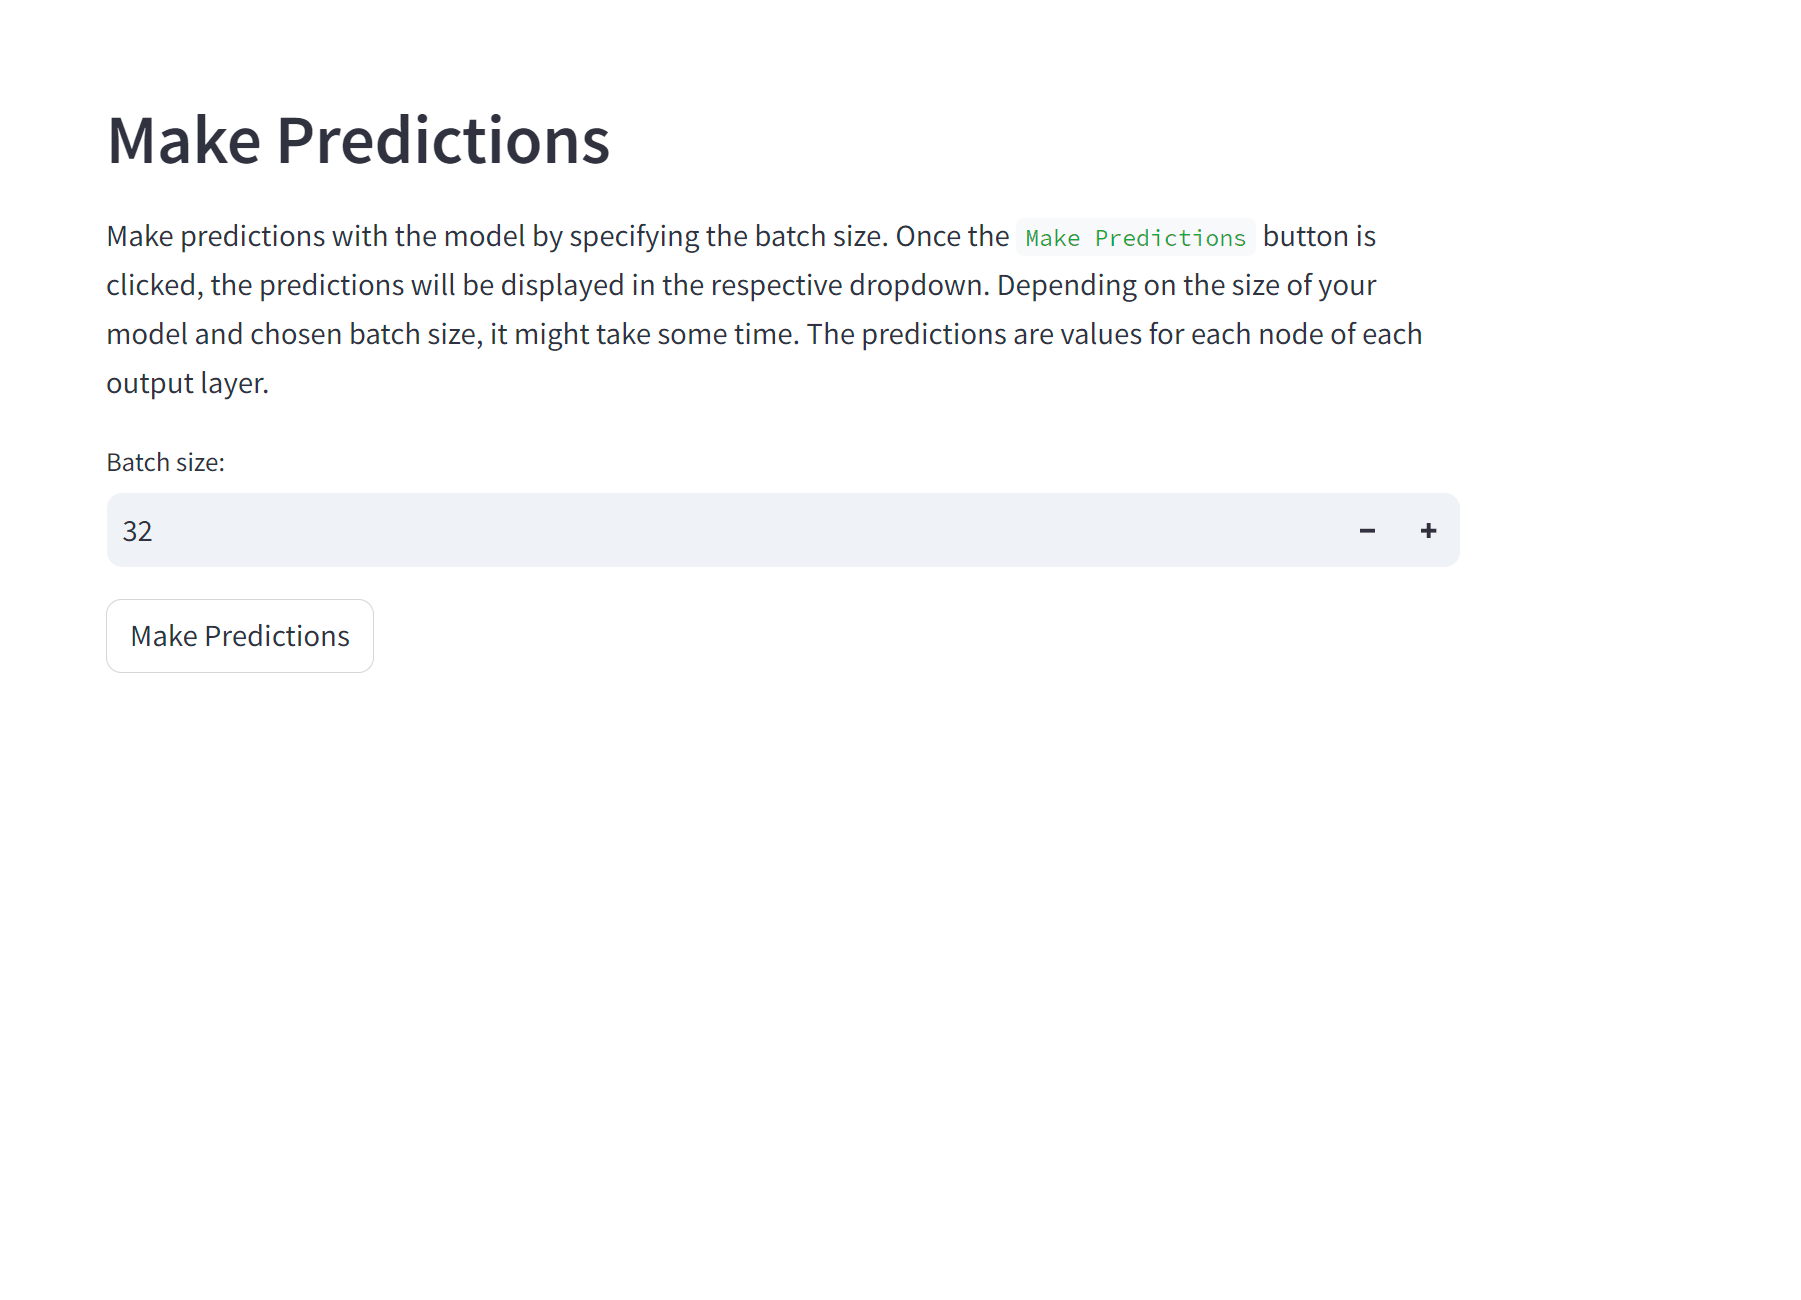 Make Predictions
Make predictions with the model by specifying the batch size. Once the Make Predictions button is
clicked, the predictions will be displayed in the respective dropdown. Depending on the size of your
model and chosen batch size, it might take some time. The predictions are values for each node of each
output layer.
Batch size:
32
Make Predictions